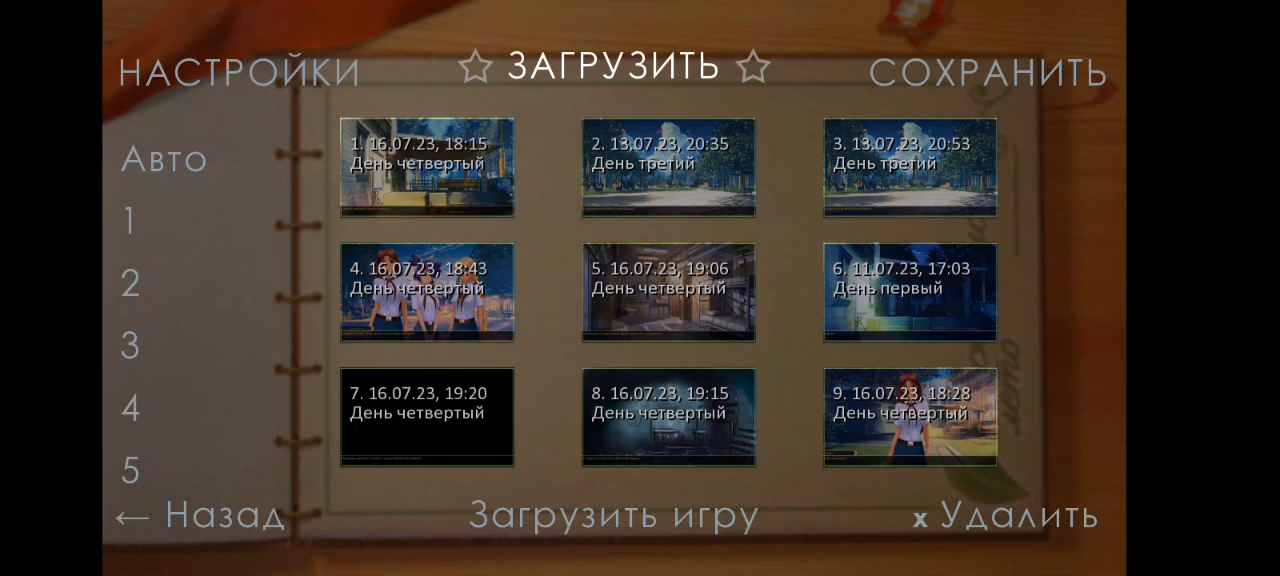 НАСТРОЙКИ
ЗАГРУЗИТЬ
СОХРАНИТЬ
Авто
1
2
3
4
5
1. 16.07.23, 18:15
День четвертый
2. 13.07.23, 20:35
День третий
3. 13.07.23, 20:53
День третий
4. 16.07.23, 18:43
День четвертый
5. 16.07.23, 19:06
День четвертый
6. 11.07.23, 17:03
День первый
7. 16.07.23, 19:20
День четвертый
8. 16.07.23, 19:15
День четвертый
9. 16.07.23, 18:28
День четвертый
← Назад
Загрузить игру
x Удалить